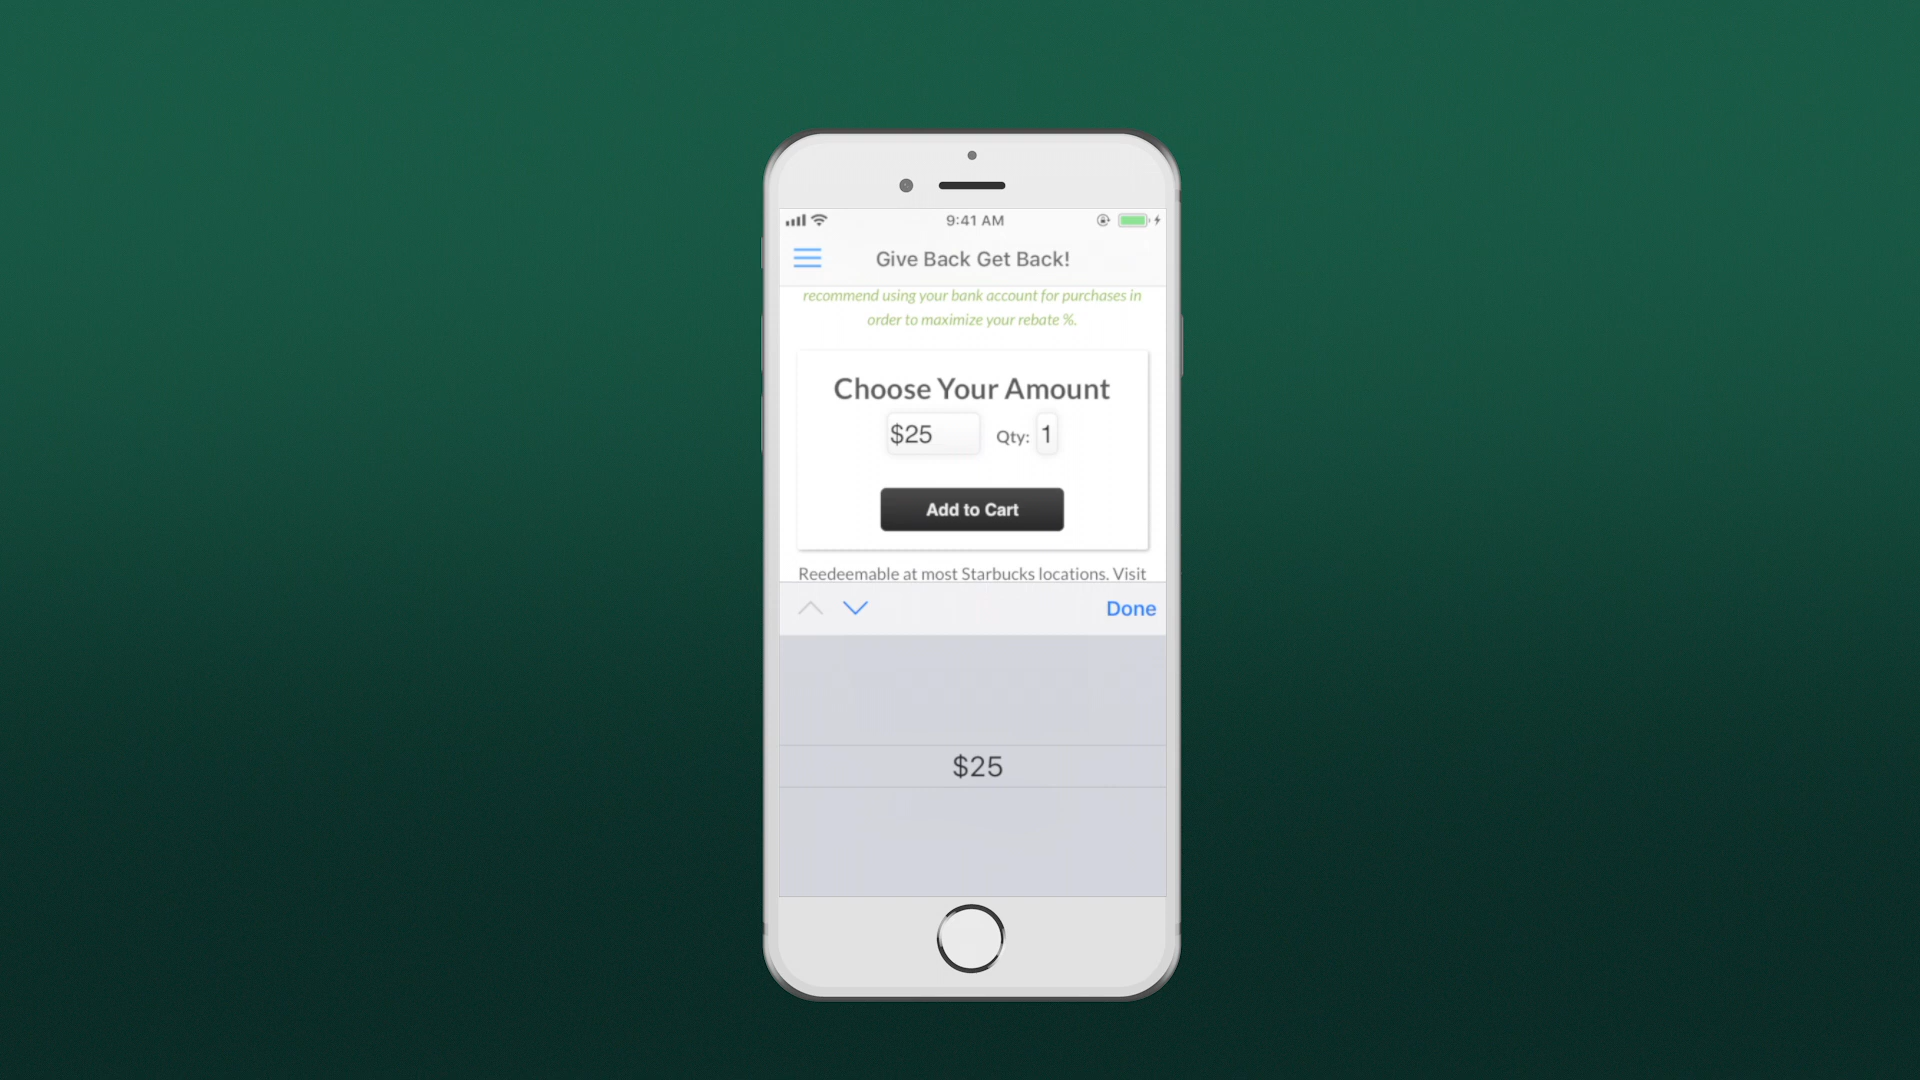 9:41 AM
Give Back Get Back!
recommend using your bank account for purchases in
order to maximize your rebate %.
Choose Your Amount
$25 Qty: 1
Add to Cart
Reedeemable at most Starbucks locations. Visit
Done
$25